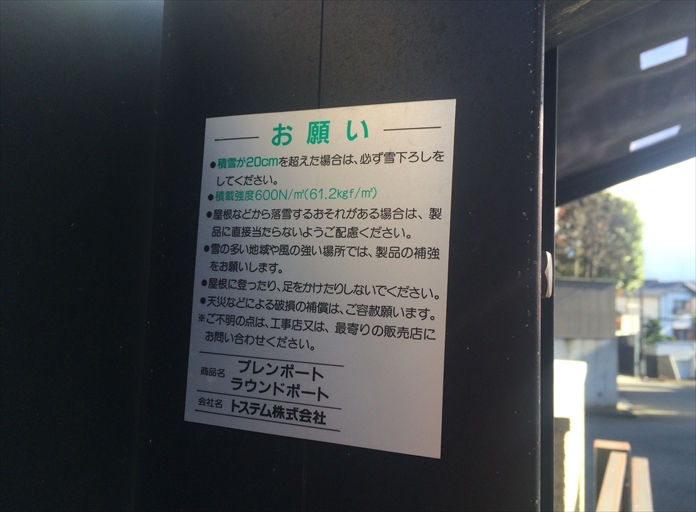 お願い
●積雪が20cmを超えた場合は、必ず雪下ろしを
してください。
●積載強度600N/㎡(61.2kgf/㎡)
●屋根などから落雪するおそれがある場合は、製
品に直接当たらないようご配慮ください。
●雪の多い地域や風の強い場所では、製品の補強
をお願いします。
●屋根に登ったり、足をかけたりしないでください。
●天災などによる破損の補償は、ご容赦願います。
※ご不明の点は、工事店又は、最寄りの販売店に
お問い合わせください。
商品名 プレンポート
ラウンドポート
会社名 トステム株式会社